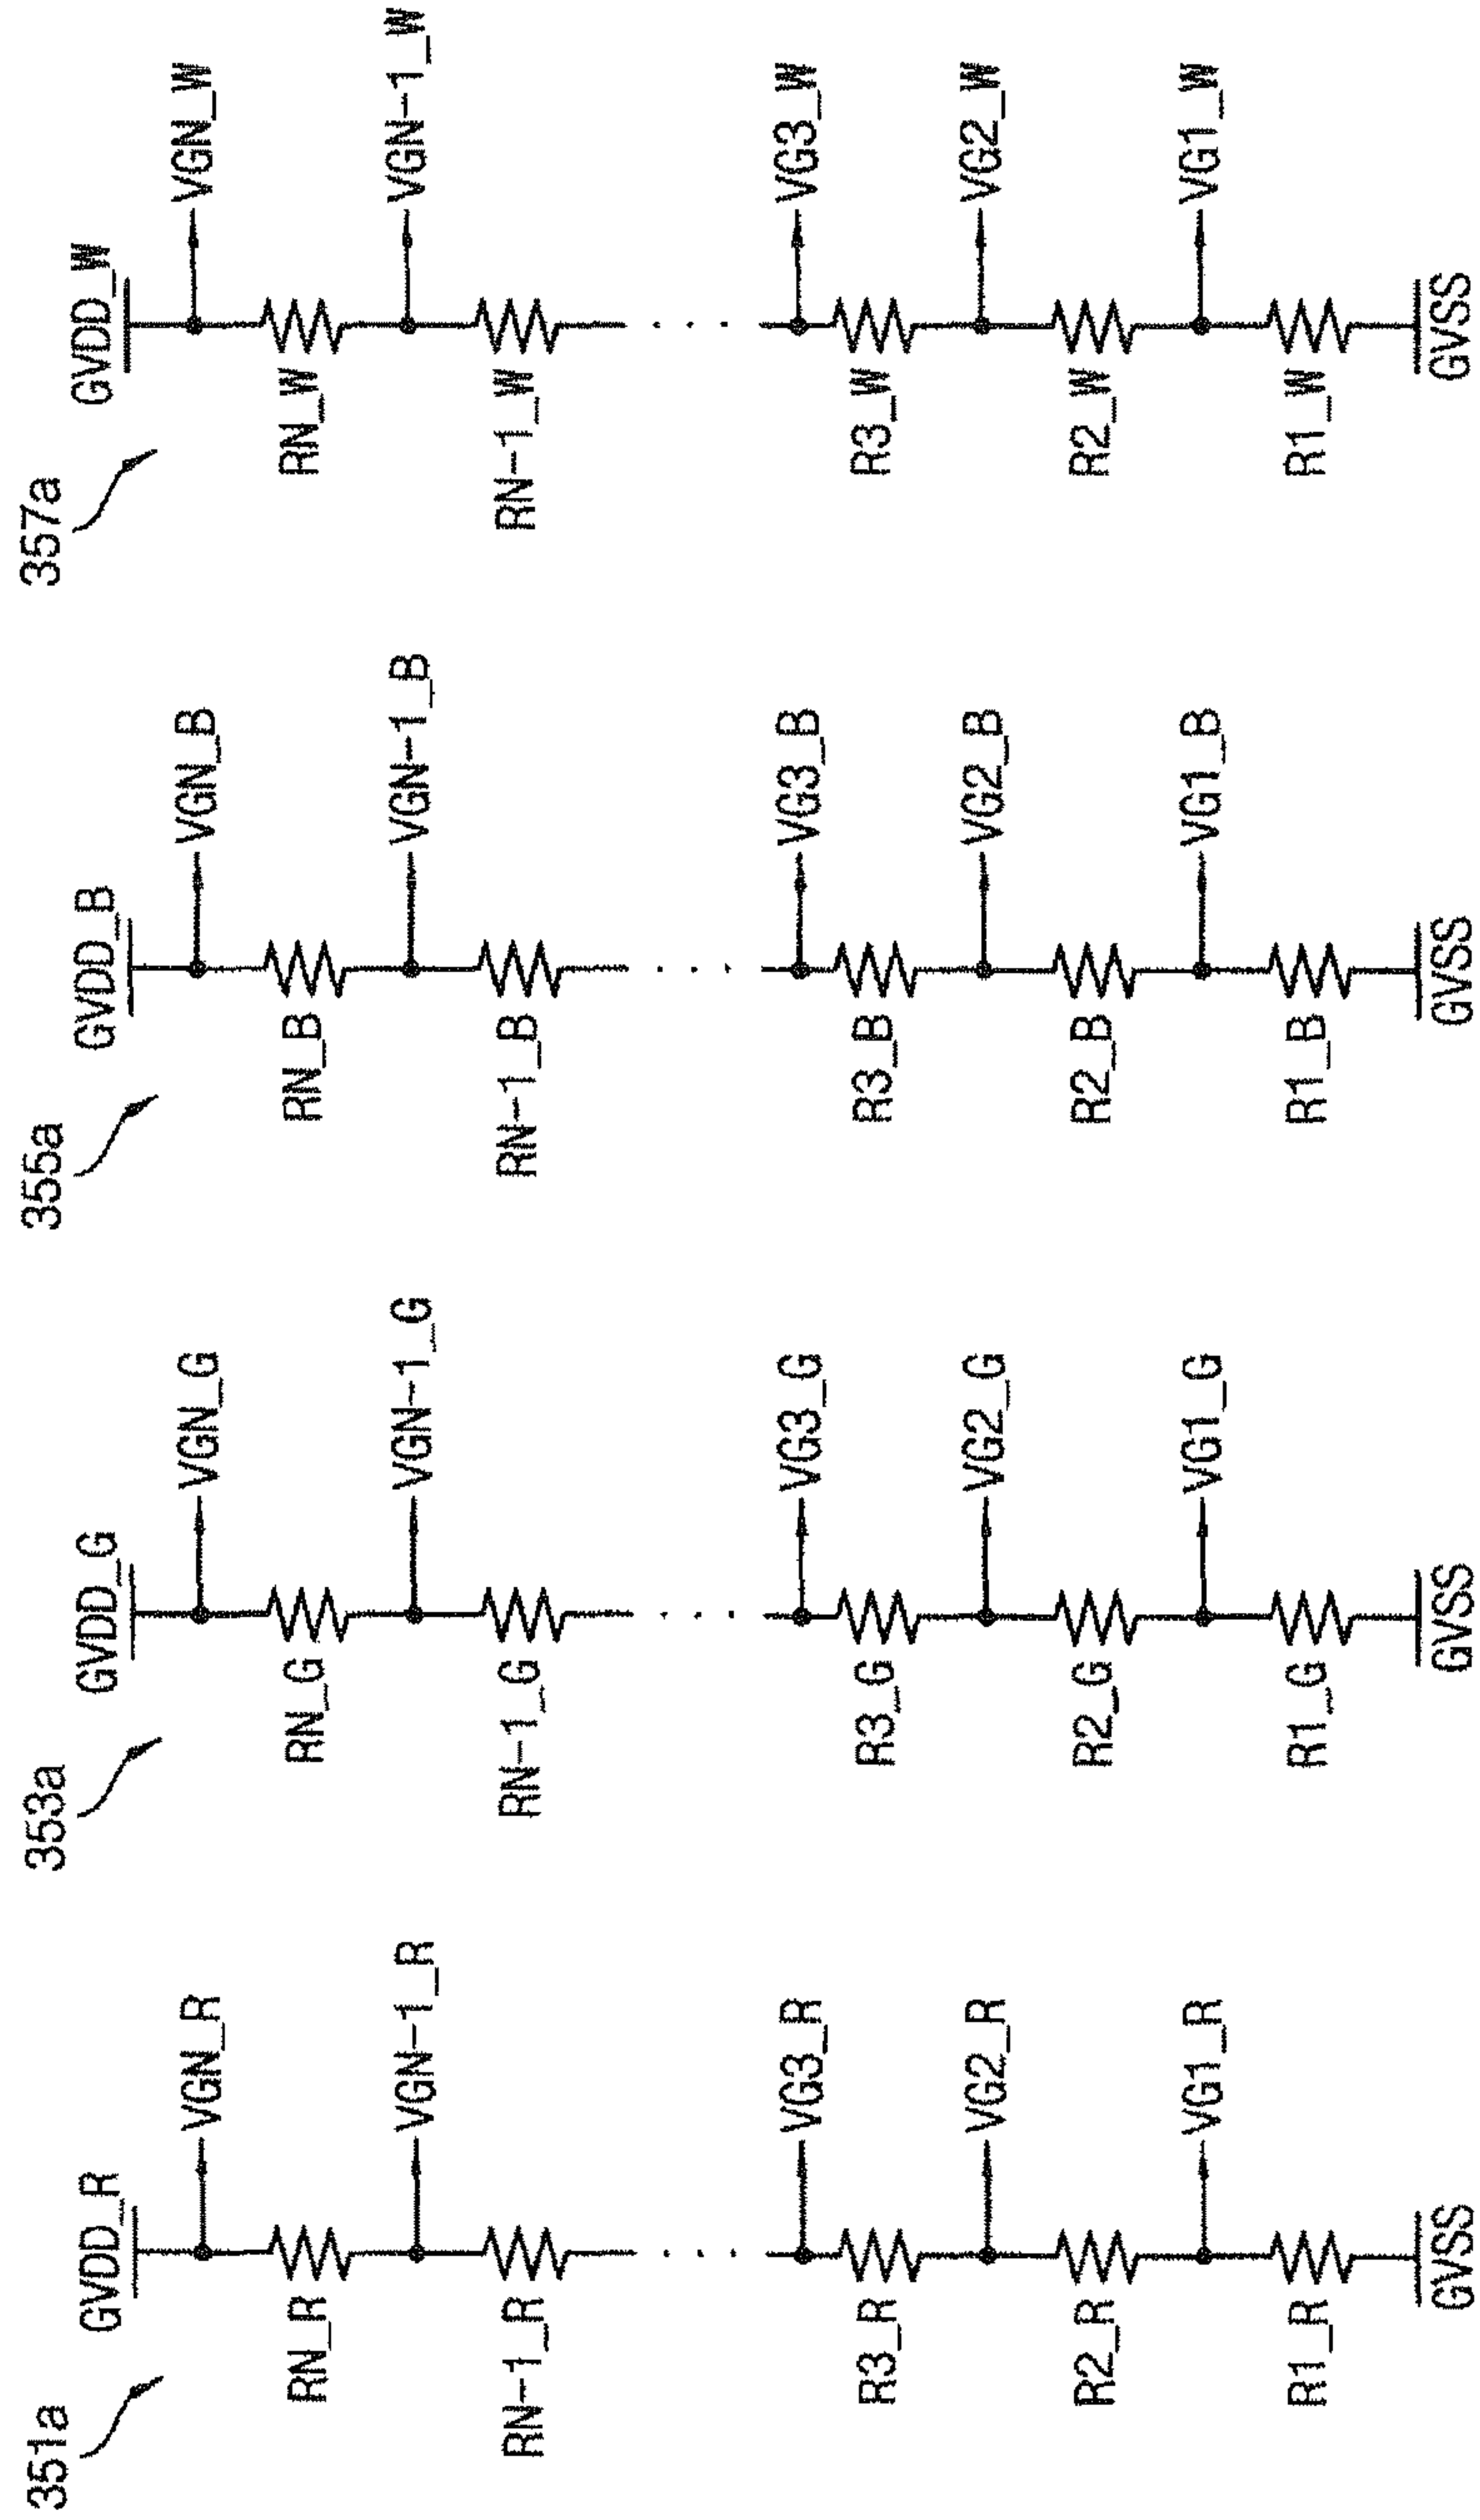 351a
GVDD_R
VGN_R
RN_R
VGN-1_R
RN-1_R
VG3_R
R3_R
VG2_R
R2_R
VG1_R
R1_R
GVSS
353a
GVDD_G
VGN_G
RN_G
VGN-1_G
RN-1_G
VG3_G
R3_G
VG2_G
R2_G
VG1_G
R1_G
GVSS
355a
GVDD_B
VGN_B
RN_B
VGN-1_B
RN-1_B
VG3_B
R3_B
VG2_B
R2_B
VG1_B
R1_B
GVSS
357a
GVDD_W
VGN_W
RN_W
VGN-1_W
RN-1_W
VG3_W
R3_W
VG2_W
R2_W
VG1_W
R1_W
GVSS